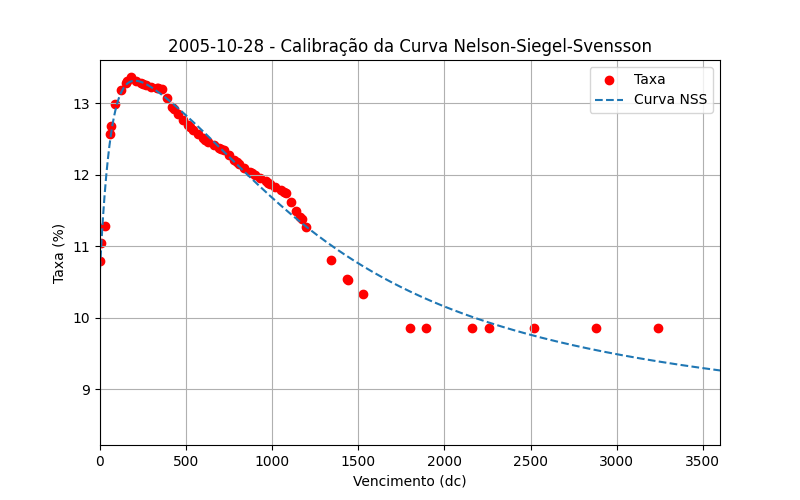 2005-10-28 - Calibração da Curva Nelson-Siegel-Svensson
Taxa
Curva NSS
13
12
11
10
9
Taxa (%)
0 500 1000 1500 2000 2500 3000 3500
Vencimento (dc)